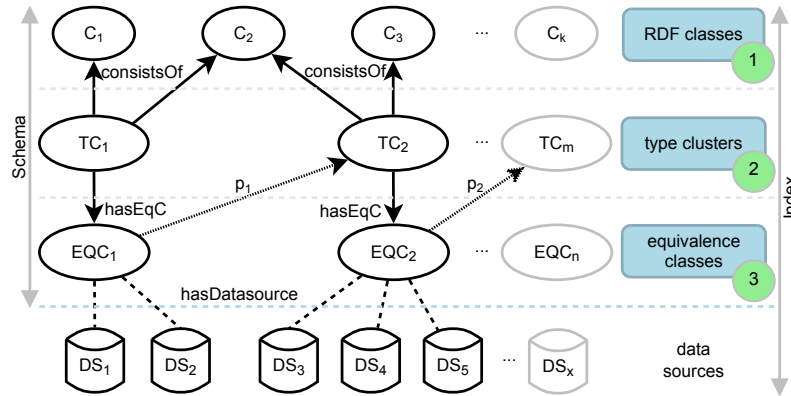 C1 C2 C3 ... Ck RDF classes
1
consistsOf consistsOf
Schema
TC1 TC2 ... TCm type clusters
2
p1 p2
Index
hasEqC hasEqC
EQC1 EQC2 ... EQCn equivalence
classes
3
hasDatasource
DS1 DS2 DS3 DS4 DS5 ... DSx data
sources